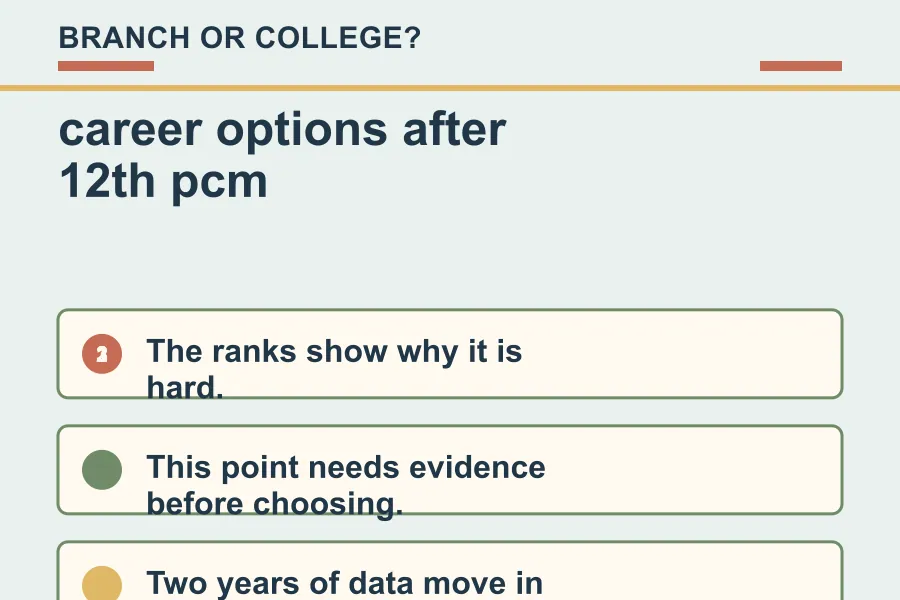 BRANCH OR COLLEGE?
career options after
12th pcm
The ranks show why it is
hard.
This point needs evidence
before choosing.
Two years of data move in